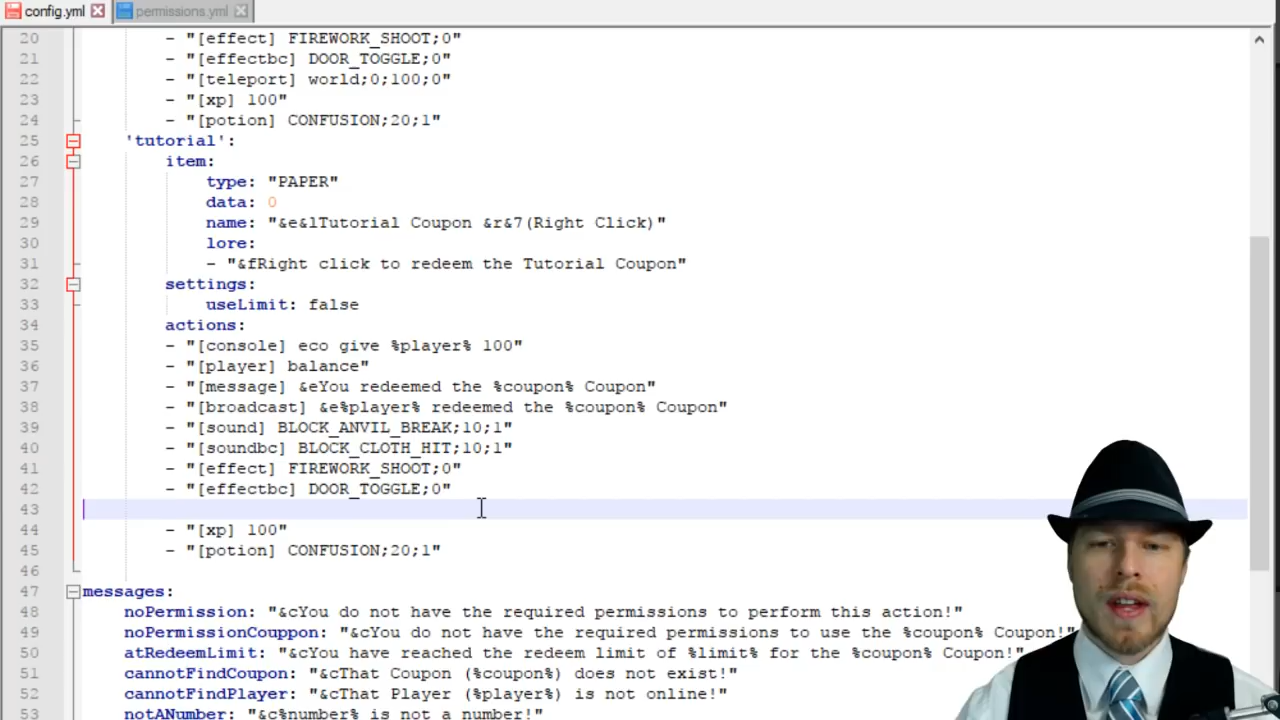 config.yml permissions.yml
20 - "[effect] FIREWORK_SHOOT;0"
21 - "[effectbc] DOOR_TOGGLE;0"
22 - "[teleport] world;0;100;0"
23 - "[xp] 100"
24 - "[potion] CONFUSION;20;1"
25 'tutorial':
26 item:
27 type: "PAPER"
28 data: 0
29 name: "&e&lTutorial Coupon &r&7(Right Click)"
30 lore:
31 - "&fRight click to redeem the Tutorial Coupon"
32 settings:
33 useLimit: false
34 actions:
35 - "[console] eco give %player% 100"
36 - "[player] balance"
37 - "[message] &eYou redeemed the %coupon% Coupon"
38 - "[broadcast] &e%player% redeemed the %coupon% Coupon"
39 - "[sound] BLOCK_ANVIL_BREAK;10;1"
40 - "[soundbc] BLOCK_CLOTH_HIT;10;1"
41 - "[effect] FIREWORK_SHOOT;0"
42 - "[effectbc] DOOR_TOGGLE;0"
43
44 - "[xp] 100"
45 - "[potion] CONFUSION;20;1"
46
47 messages:
48 noPermission: "&cYou do not have the required permissions to perform this action!"
49 noPermissionCouppon: "&cYou do not have the required permissions to use the %coupon% Coupon!"
50 atRedeemLimit: "&cYou have reached the redeem limit of %limit% for the %coupon% Coupon!"
51 cannotFindCoupon: "&cThat Coupon (%coupon%) does not exist!"
52 cannotFindPlayer: "&cThat Player (%player%) is not online!"
53 notANumber: "&c%number% is not a number!"